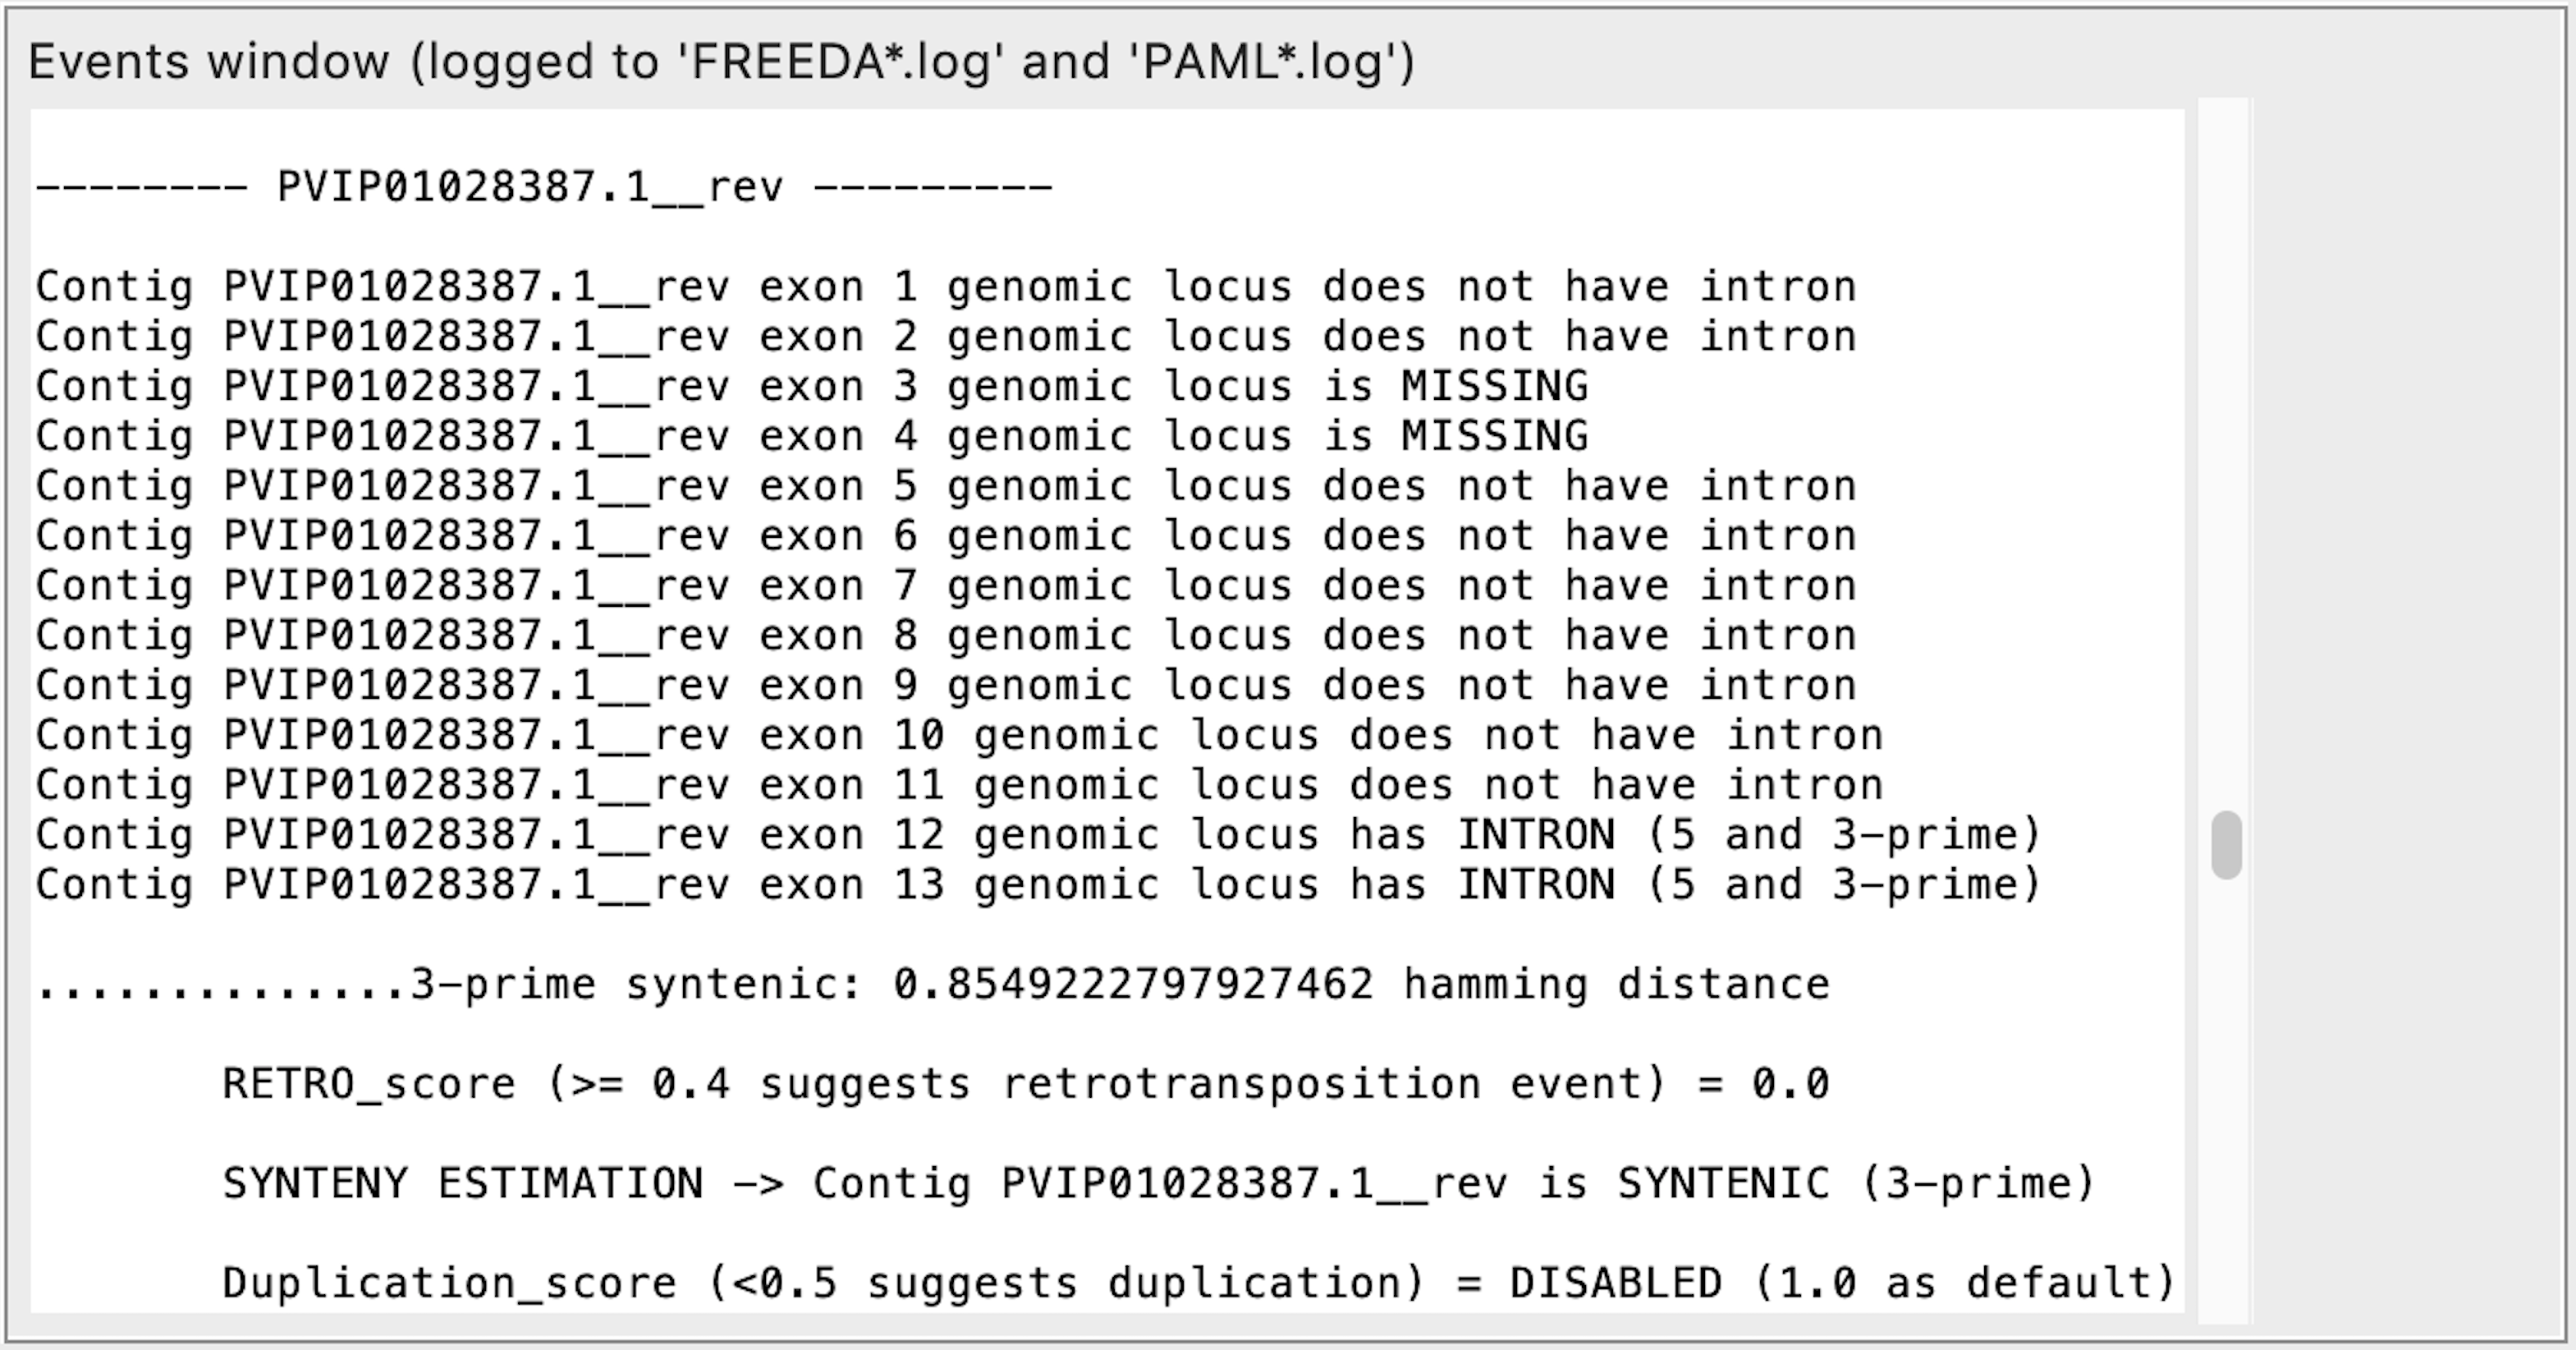 Events window (logged to 'FREEDA*.log' and 'PAML*.log')
-------- PVIP01028387.1__rev ---------
Contig PVIP01028387.1__rev exon 1 genomic locus does not have intron
Contig PVIP01028387.1__rev exon 2 genomic locus does not have intron
Contig PVIP01028387.1__rev exon 3 genomic locus is MISSING
Contig PVIP01028387.1__rev exon 4 genomic locus is MISSING
Contig PVIP01028387.1__rev exon 5 genomic locus does not have intron
Contig PVIP01028387.1__rev exon 6 genomic locus does not have intron
Contig PVIP01028387.1__rev exon 7 genomic locus does not have intron
Contig PVIP01028387.1__rev exon 8 genomic locus does not have intron
Contig PVIP01028387.1__rev exon 9 genomic locus does not have intron
Contig PVIP01028387.1__rev exon 10 genomic locus does not have intron
Contig PVIP01028387.1__rev exon 11 genomic locus does not have intron
Contig PVIP01028387.1__rev exon 12 genomic locus has INTRON (5 and 3-prime)
Contig PVIP01028387.1__rev exon 13 genomic locus has INTRON (5 and 3-prime)
..............3-prime syntenic: 0.8549222797927462 hamming distance
RETRO_score (>= 0.4 suggests retrotransposition event) = 0.0
SYNTENY ESTIMATION -> Contig PVIP01028387.1__rev is SYNTENIC (3-prime)
Duplication_score (<0.5 suggests duplication) = DISABLED (1.0 as default)